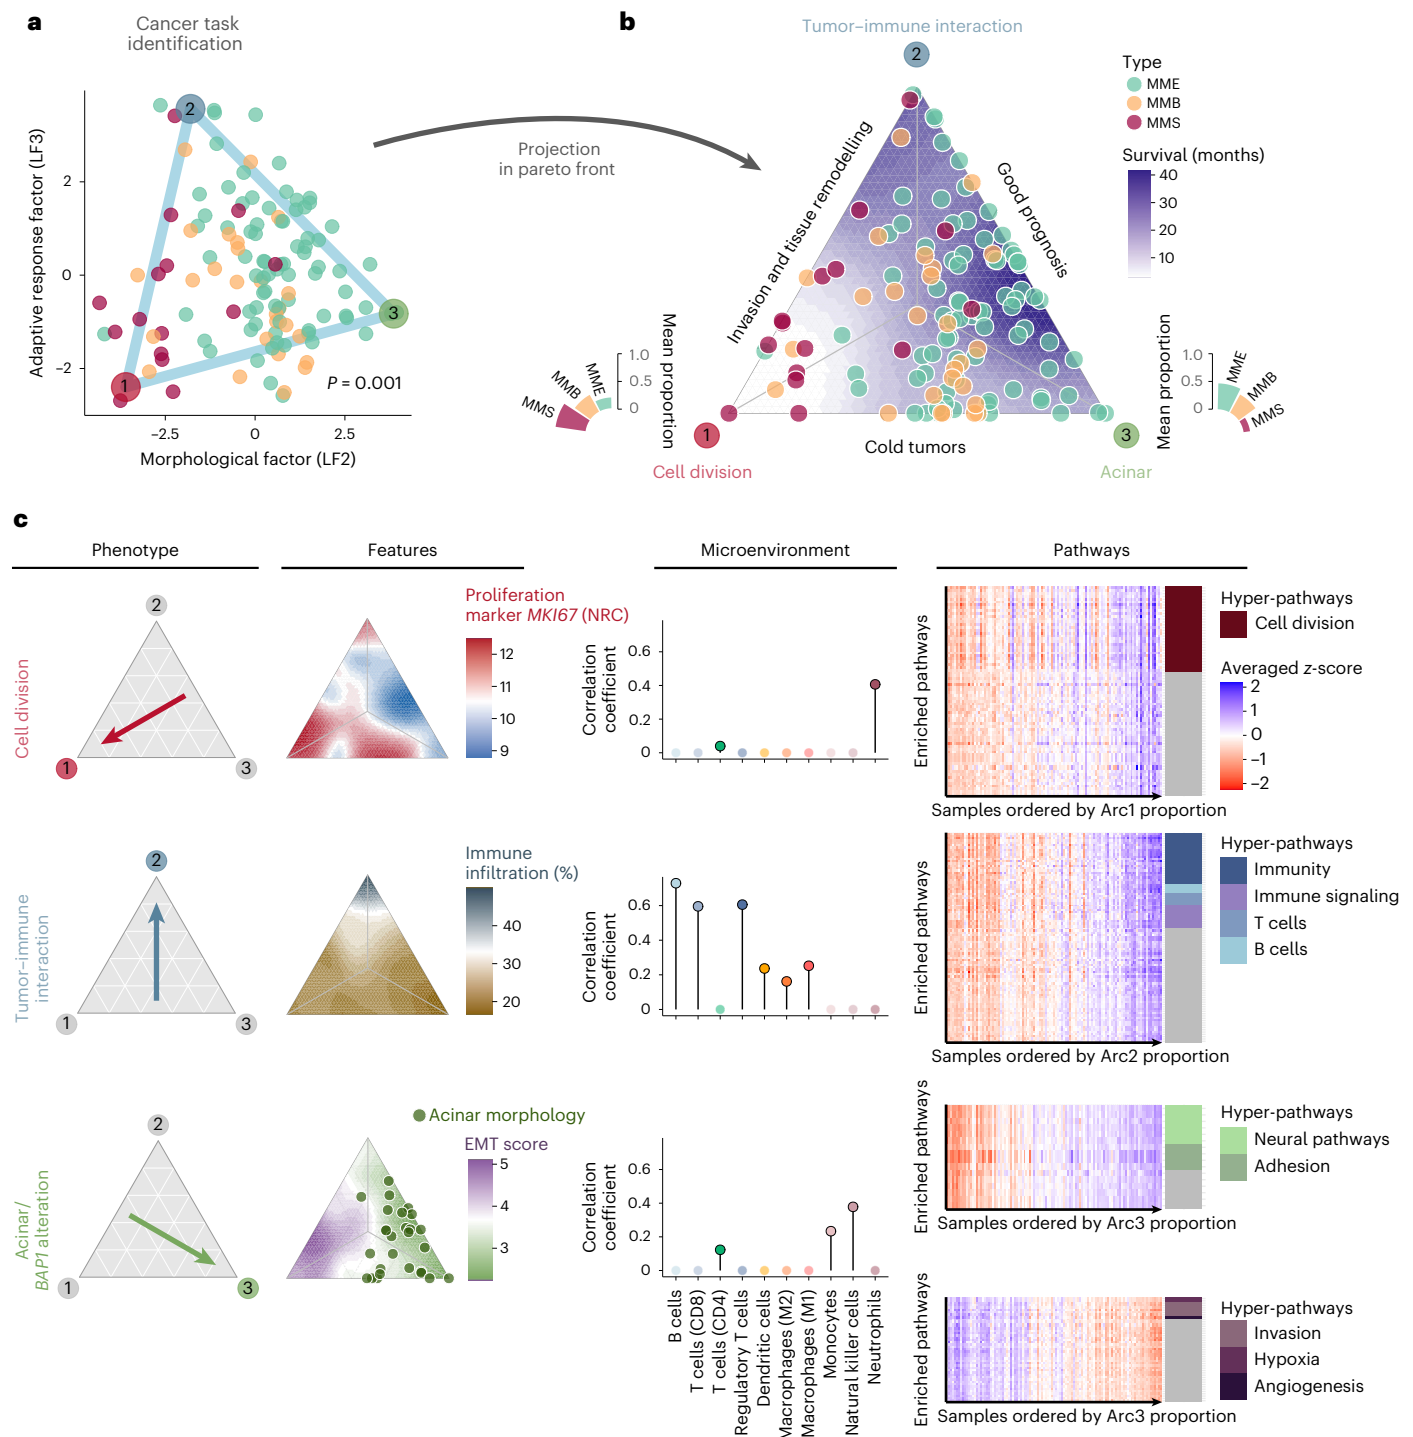 a
Cancer task
identification
Adaptive response factor (LF3)
2
0
−2
−2.5
0
2.5
Morphological factor (LF2)
2
3
1
P = 0.001
Projection
in pareto front
b
Tumor–immune interaction
2
Invasion and tissue remodelling
Good prognosis
Cold tumors
1
Cell division
3
Acinar
Type
MME
MMB
MMS
Survival (months)
40
30
20
10
Mean proportion
1.0
0.5
0
MMS
MMB
MME
Mean proportion
1.0
0.5
0
MME
MMB
MMS
c
Phenotype
Features
Microenvironment
Pathways
Cell division
2
1
3
Proliferation
marker MKI67 (NRC)
12
11
10
9
Correlation
coefficient
0.6
0.4
0.2
0
Enriched pathways
Samples ordered by Arc1 proportion
Hyper-pathways
Cell division
Averaged z-score
2
1
0
−1
−2
Tumor–immune
interaction
2
1
3
Immune
infiltration (%)
40
30
20
Correlation
coefficient
0.6
0.4
0.2
0
Enriched pathways
Samples ordered by Arc2 proportion
Hyper-pathways
Immunity
Immune signaling
T cells
B cells
Acinar/
BAP1 alteration
2
1
3
Acinar morphology
EMT score
5
4
3
Correlation
coefficient
0.6
0.4
0.2
0
B cells
T cells (CD8)
T cells (CD4)
Regulatory T cells
Dendritic cells
Macrophages (M2)
Macrophages (M1)
Monocytes
Natural killer cells
Neutrophils
Enriched pathways
Samples ordered by Arc3 proportion
Hyper-pathways
Neural pathways
Adhesion
Enriched pathways
Samples ordered by Arc3 proportion
Hyper-pathways
Invasion
Hypoxia
Angiogenesis